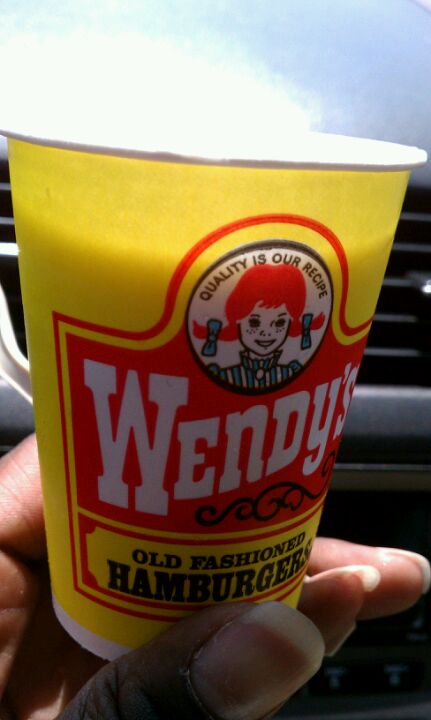 QUALITY IS OUR RECIPE
WENDY'S
OLD FASHIONED
HAMBURGERS